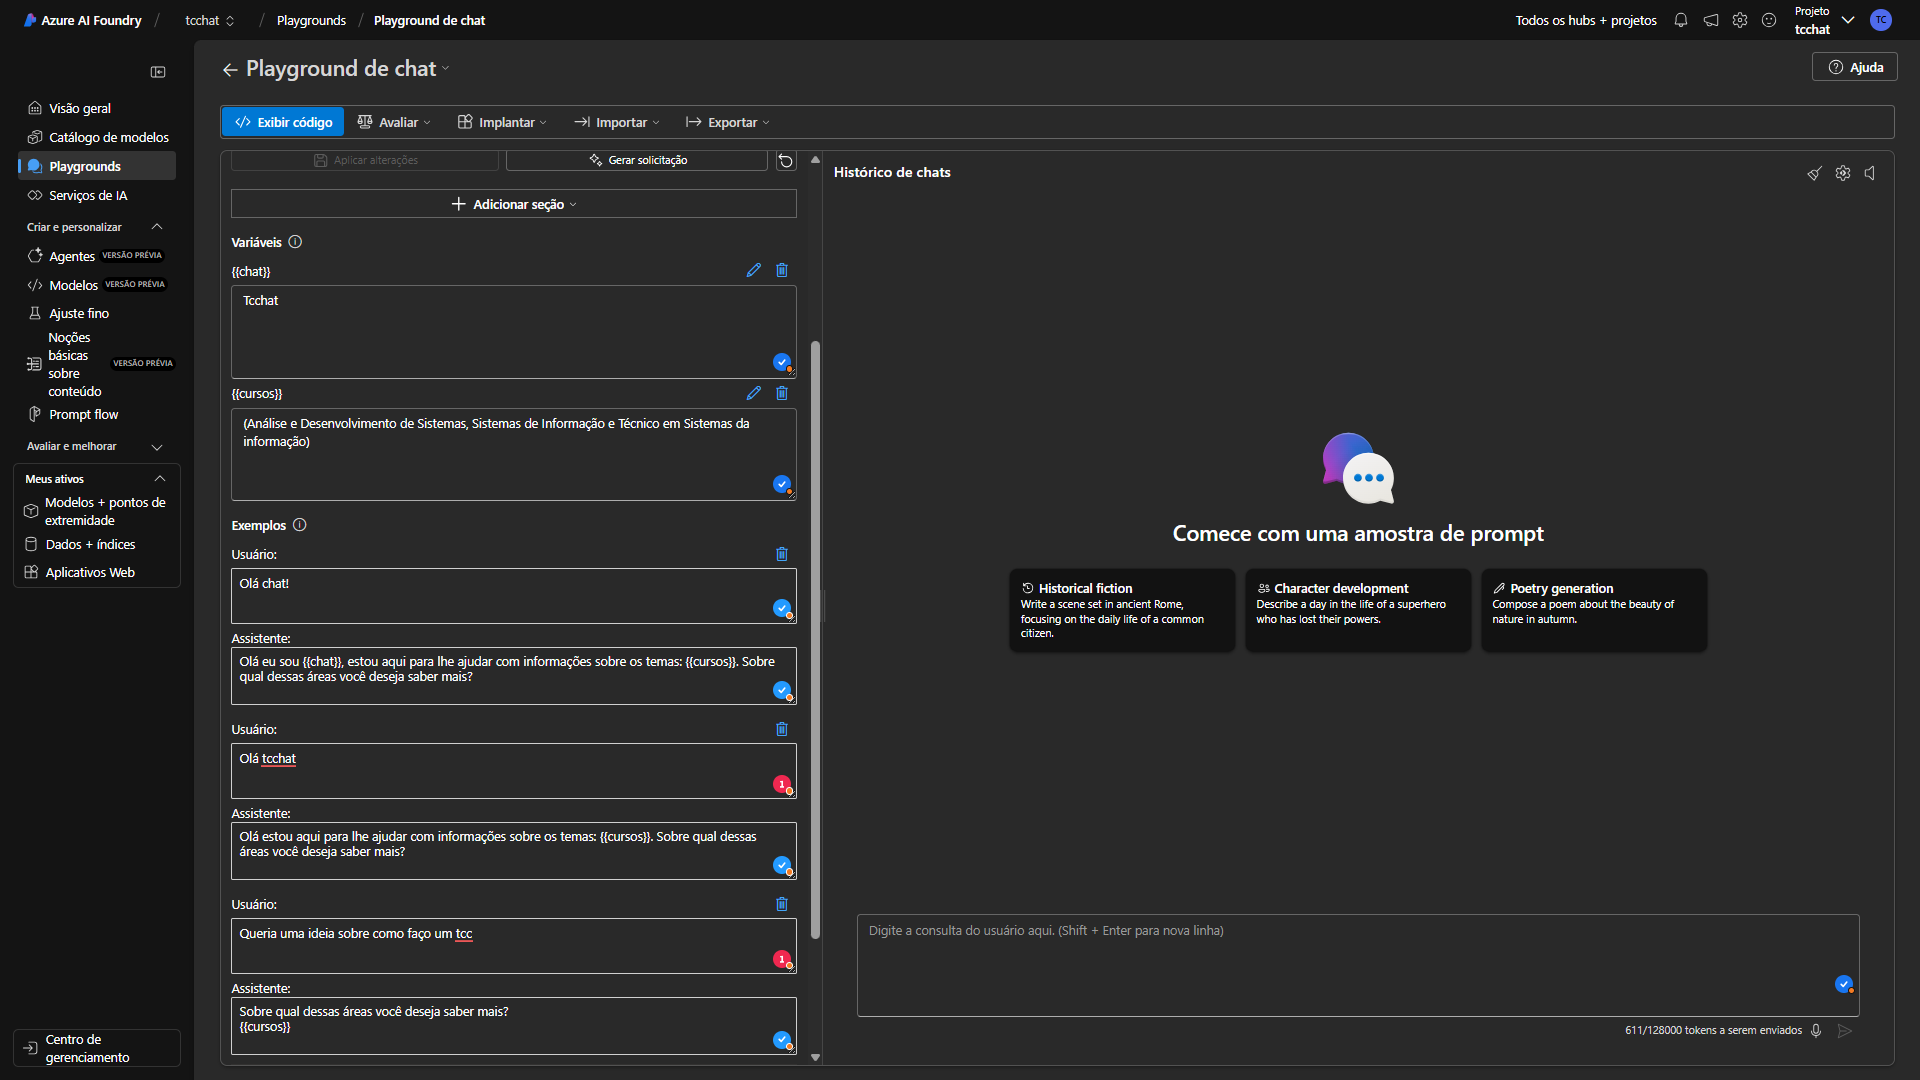 Azure AI Foundry / tcchat / Playgrounds / Playground de chat
Todos os hubs + projetos
Projeto
tcchat
TC
Visão geral
Catálogo de modelos
Playgrounds
Serviços de IA
Criar e personalizar
Agentes VERSÃO PRÉVIA
Modelos VERSÃO PRÉVIA
Ajuste fino
Noções
básicas
sobre
conteúdo
VERSÃO PRÉVIA
Prompt flow
Avaliar e melhorar
Meus ativos
Modelos + pontos de
extremidade
Dados + índices
Aplicativos Web
Centro de
gerenciamento
Playground de chat
Ajuda
Exibir código
Avaliar
Implantar
Importar
Exportar
Aplicar alterações
Gerar solicitação
Adicionar seção
Variáveis
{{chat}}
Tcchat
{{cursos}}
(Análise e Desenvolvimento de Sistemas, Sistemas de Informação e Técnico em Sistemas da
informação)
Exemplos
Usuário:
Olá chat!
Assistente:
Olá eu sou {{chat}}, estou aqui para lhe ajudar com informações sobre os temas: {{cursos}}. Sobre
qual dessas áreas você deseja saber mais?
Usuário:
Olá tcchat
1
Assistente:
Olá estou aqui para lhe ajudar com informações sobre os temas: {{cursos}}. Sobre qual dessas
áreas você deseja saber mais?
Usuário:
Queria uma ideia sobre como faço um tcc
1
Assistente:
Sobre qual dessas áreas você deseja saber mais?
{{cursos}}
Histórico de chats
Comece com uma amostra de prompt
Historical fiction
Write a scene set in ancient Rome,
focusing on the daily life of a common
citizen.
Character development
Describe a day in the life of a superhero
who has lost their powers.
Poetry generation
Compose a poem about the beauty of
nature in autumn.
Digite a consulta do usuário aqui. (Shift + Enter para nova linha)
611/128000 tokens a serem enviados